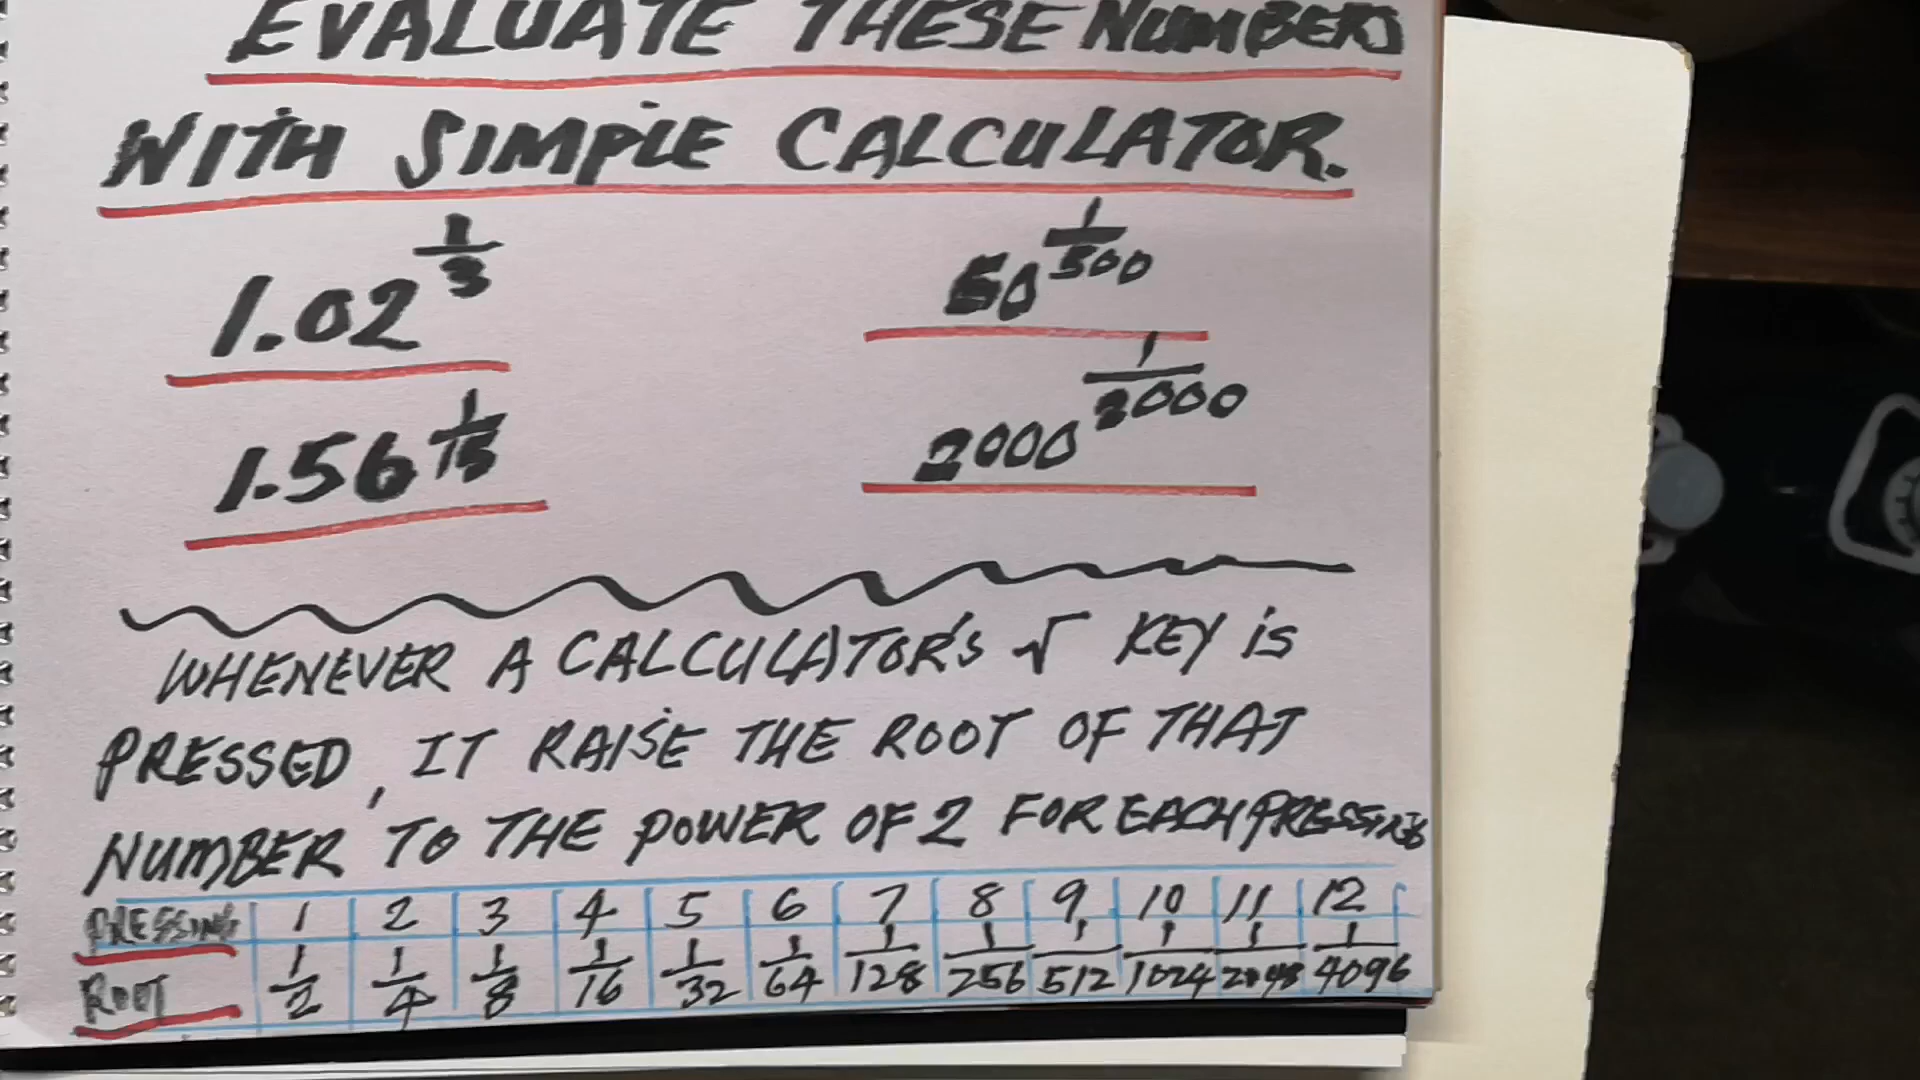 EVALUATE THESE NUMBERS
WITH SIMPLE CALCULATOR.
1.02^(1/3) 50^(1/500)
1.56^(1/15) 2000^(1/2000)
WHENEVER A CALCULATOR'S √ KEY IS
PRESSED, IT RAISE THE ROOT OF THAT
NUMBER TO THE POWER OF 2 FOR EACH PRESSING
PRESSING 1 2 3 4 5 6 7 8 9 10 11 12
ROOT 1/2 1/4 1/8 1/16 1/32 1/64 1/128 1/256 1/512 1/1024 1/2048 1/4096